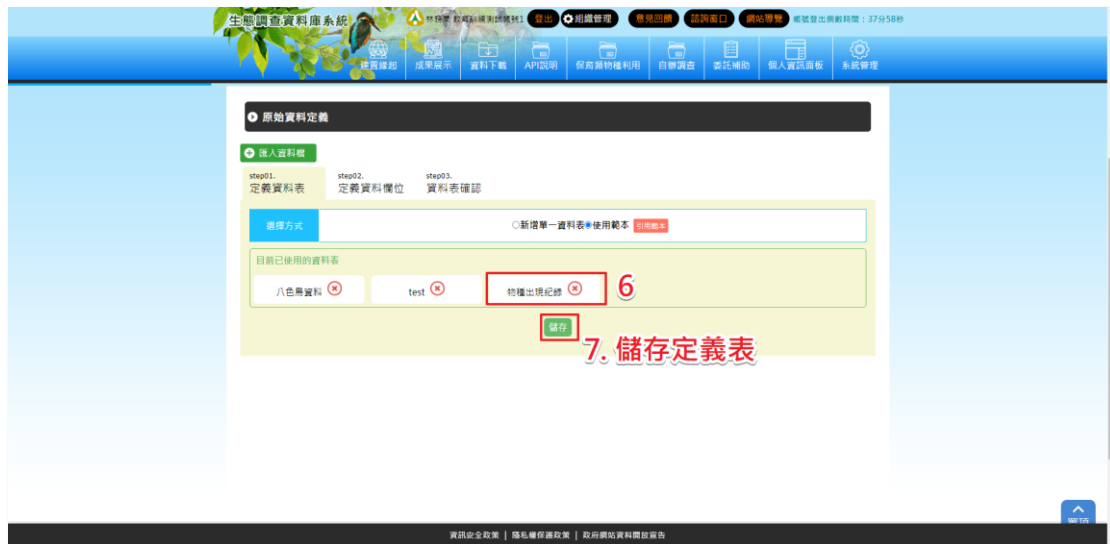 生態調查資料庫系統 登出 組織管理 意見回饋 諮詢窗口 網站導覽 帳號登出倒數時間：37分58秒
建置緣起 成果展示 資料下載 API說明 保育類物種利用 自辦調查 委託補助 個人資訊面板 系統管理
原始資料定義
匯入資料檔
step01. step02. step03.
定義資料表 定義資料欄位 資料表確認
選擇方式 新增單一資料表 使用範本 引用範本
目前已使用的資料表
八色鳥資料 test 物種出現紀錄 6
儲存
7. 儲存定義表
置頂
資訊安全政策 | 隱私權保護政策 | 政府網站資料開放宣告